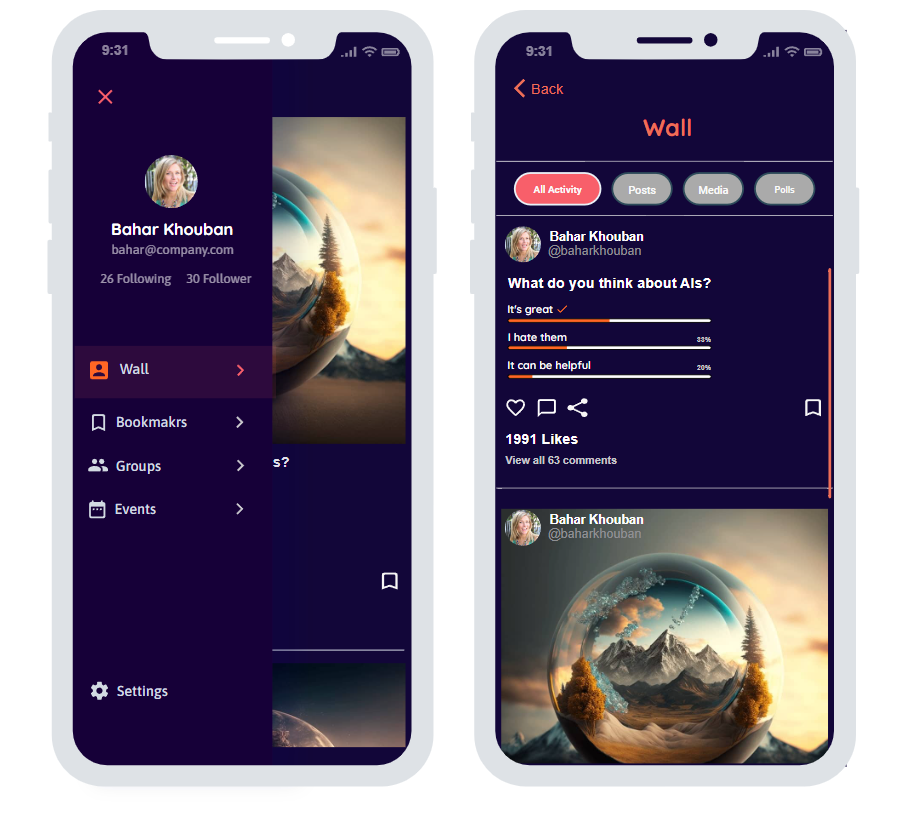 9:31
Bahar Khouban
bahar@company.com
26 Following 30 Follower
Wall
Bookmakrs
Groups
Events
Settings
s?
9:31
Back
Wall
All Activity Posts Media Polls
Bahar Khouban
@baharkhouban
What do you think about AIs?
It's great
I hate them 33%
It can be helpful 20%
1991 Likes
View all 63 comments
Bahar Khouban
@baharkhouban